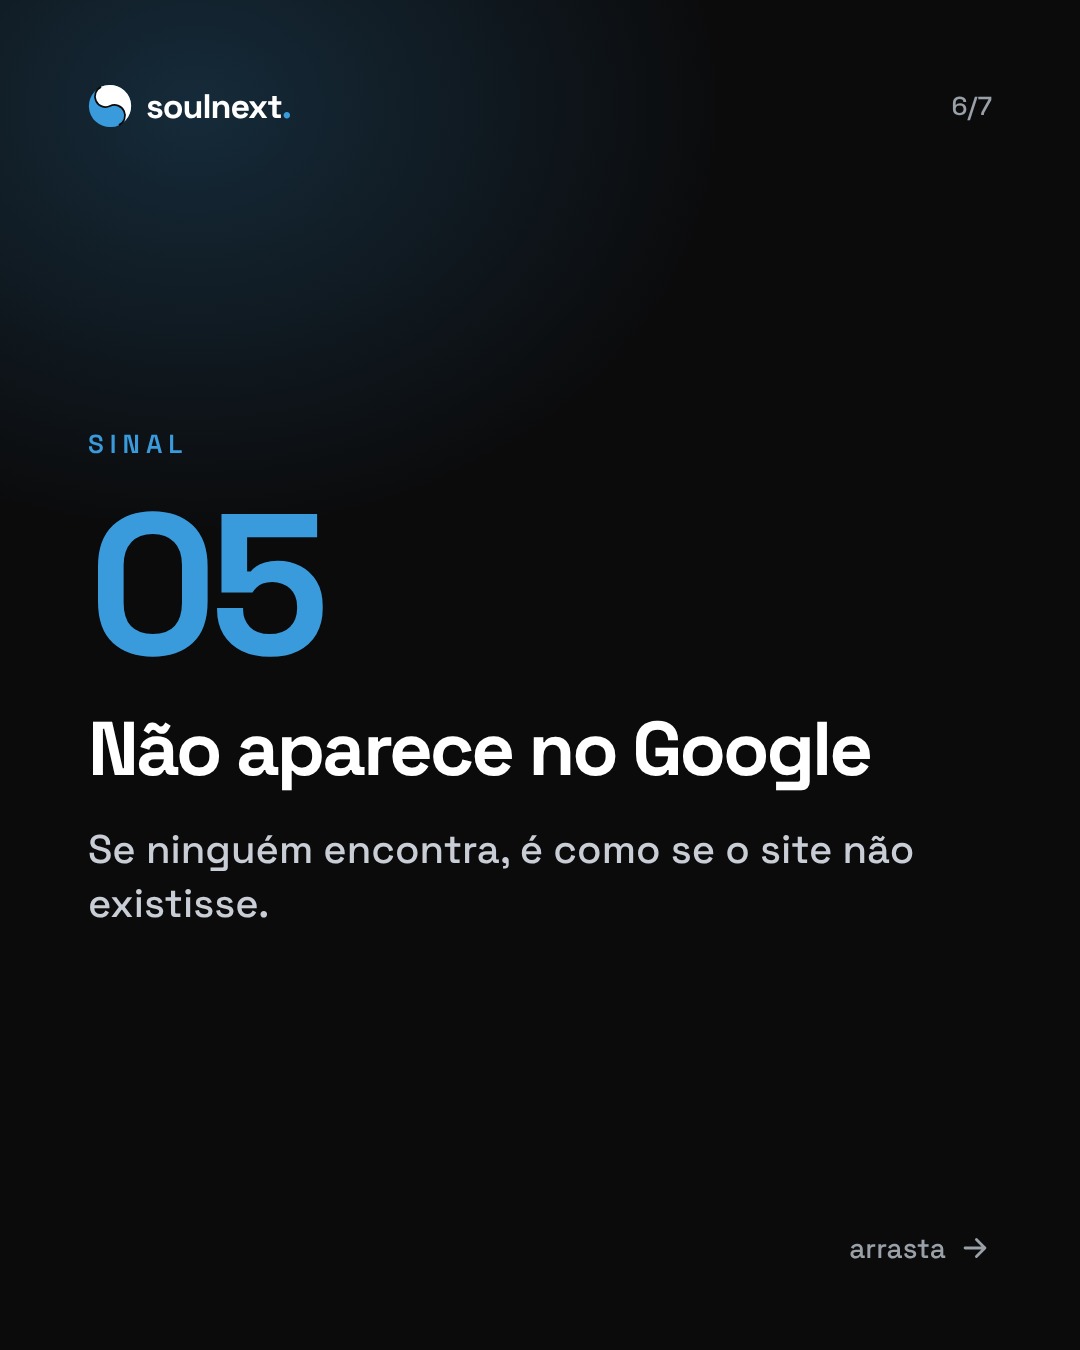 soulnext.
6/7
SINAL
05
Não aparece no Google
Se ninguém encontra, é como se o site não
existisse.
arrasta →